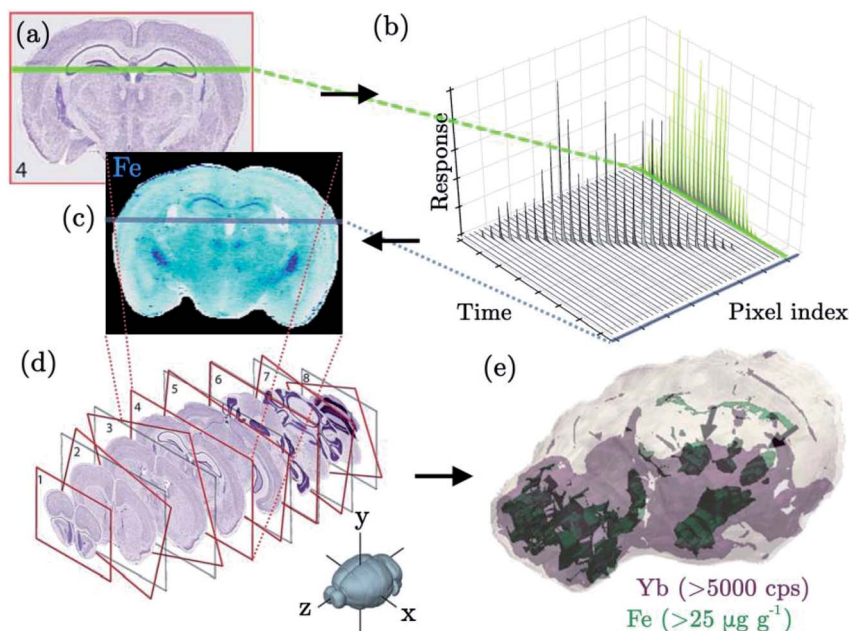 (a)
4
(b)
Response
Time
Pixel index
Fe
(c)
(d)
1
2
3
4
5
6
7
8
y
z
x
(e)
Yb (>5000 cps)
Fe (>25 µg g⁻¹)